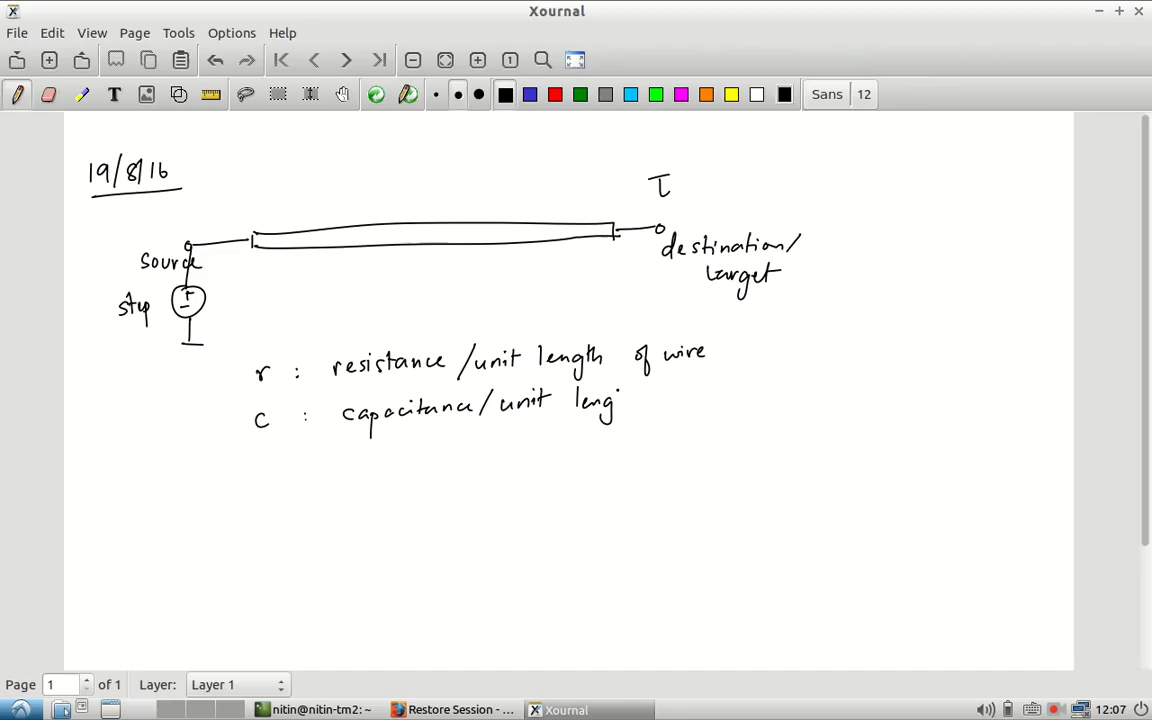 Xournal
File Edit View Page Tools Options Help
Sans 12
19/8/16
τ
source
destination/
target
step
+
r : resistance/unit length of wire
c : capacitance/unit leng
Page 1 of 1 Layer: Layer 1
nitin@nitin-tm2: ~ Restore Session - ... Xournal 12:07